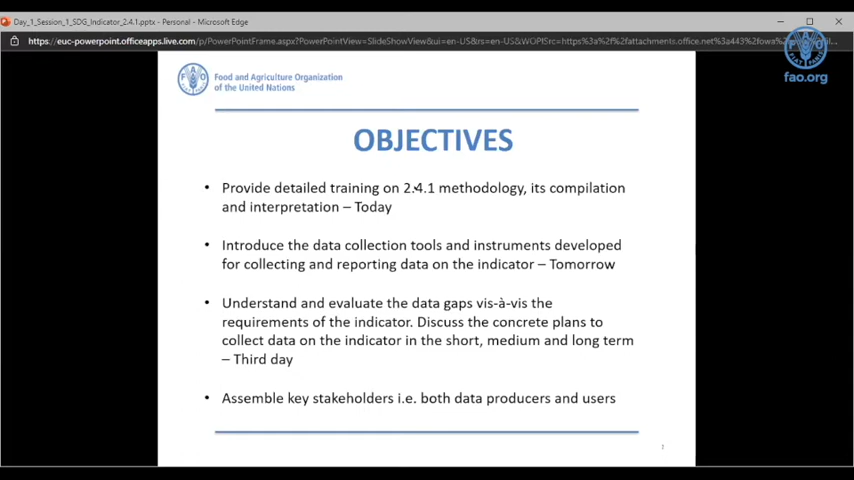 Day_1_Session_1_SDG_Indicator_2.4.1.pptx - Personal - Microsoft Edge
https://euc-powerpoint.officeapps.live.com/p/PowerPointFrame.aspx?PowerPointView=SlideShowView&ui=en-US&rs=en-US&WOPISrc=https%3a%2f%2fattachments.office.net%3a443%2fowa%2f
fao.org
Food and Agriculture Organization
of the United Nations
OBJECTIVES
• Provide detailed training on 2.4.1 methodology, its compilation
and interpretation – Today
• Introduce the data collection tools and instruments developed
for collecting and reporting data on the indicator – Tomorrow
• Understand and evaluate the data gaps vis-à-vis the
requirements of the indicator. Discuss the concrete plans to
collect data on the indicator in the short, medium and long term
– Third day
• Assemble key stakeholders i.e. both data producers and users